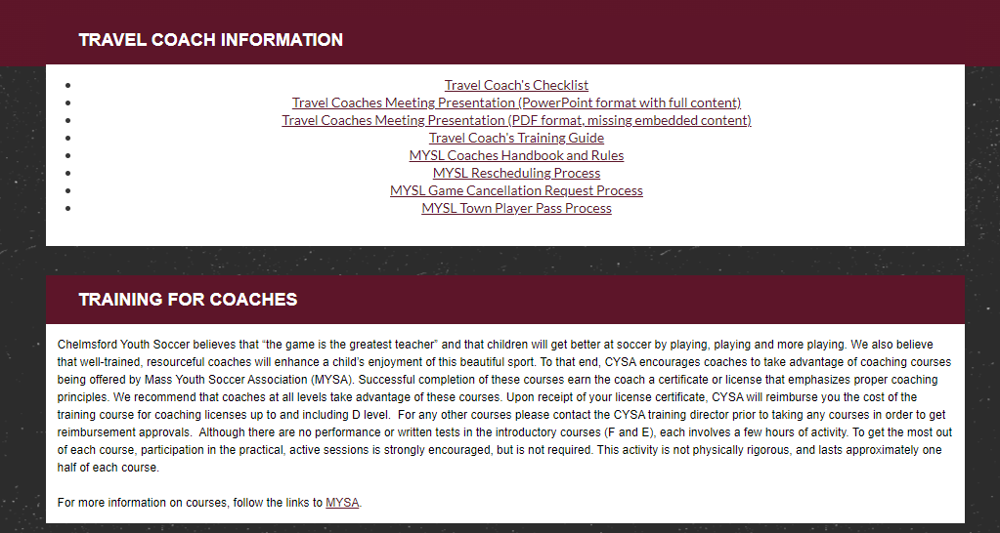 TRAVEL COACH INFORMATION
Travel Coach's Checklist
Travel Coaches Meeting Presentation (PowerPoint format with full content)
Travel Coaches Meeting Presentation (PDF format, missing embedded content)
Travel Coach's Training Guide
MYSL Coaches Handbook and Rules
MYSL Rescheduling Process
MYSL Game Cancellation Request Process
MYSL Town Player Pass Process
TRAINING FOR COACHES
Chelmsford Youth Soccer believes that “the game is the greatest teacher” and that children will get better at soccer by playing, playing and more playing. We also believe
that well-trained, resourceful coaches will enhance a child’s enjoyment of this beautiful sport. To that end, CYSA encourages coaches to take advantage of coaching courses
being offered by Mass Youth Soccer Association (MYSA). Successful completion of these courses earn the coach a certificate or license that emphasizes proper coaching
principles. We recommend that coaches at all levels take advantage of these courses. Upon receipt of your license certificate, CYSA will reimburse you the cost of the
training course for coaching licenses up to and including D level.  For any other courses please contact the CYSA training director prior to taking any courses in order to get
reimbursement approvals.  Although there are no performance or written tests in the introductory courses (F and E), each involves a few hours of activity. To get the most out
of each course, participation in the practical, active sessions is strongly encouraged, but is not required. This activity is not physically rigorous, and lasts approximately one
half of each course.
For more information on courses, follow the links to MYSA.